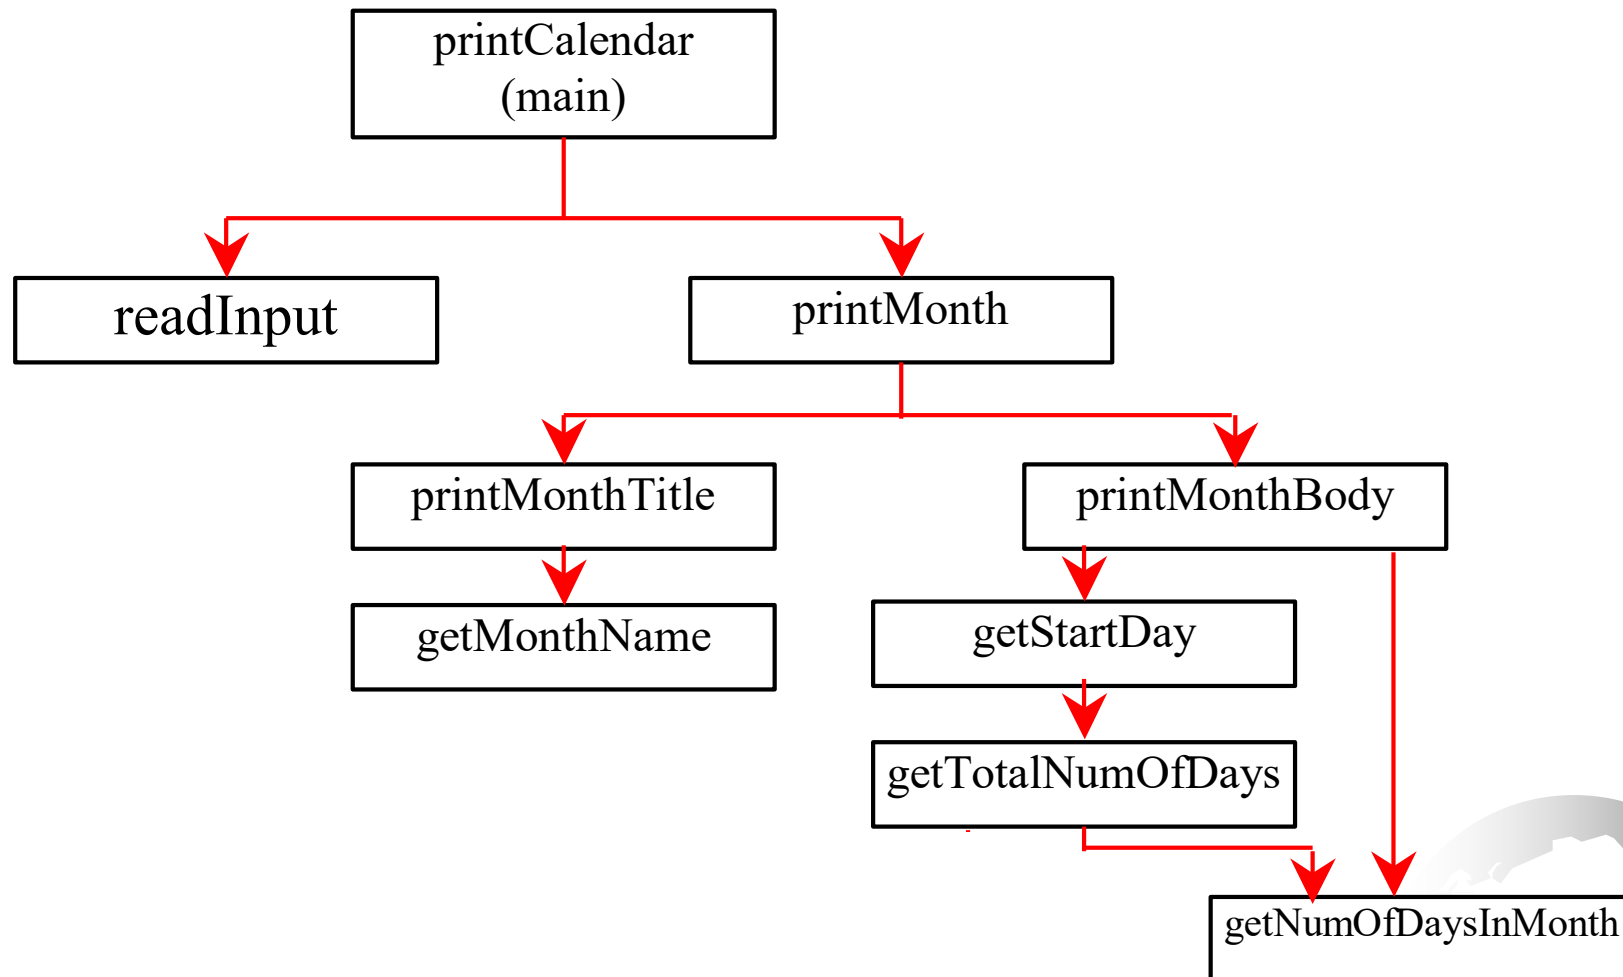 printCalendar
(main)
readInput
printMonth
printMonthTitle
printMonthBody
getMonthName
getStartDay
getTotalNumOfDays
getNumOfDaysInMonth